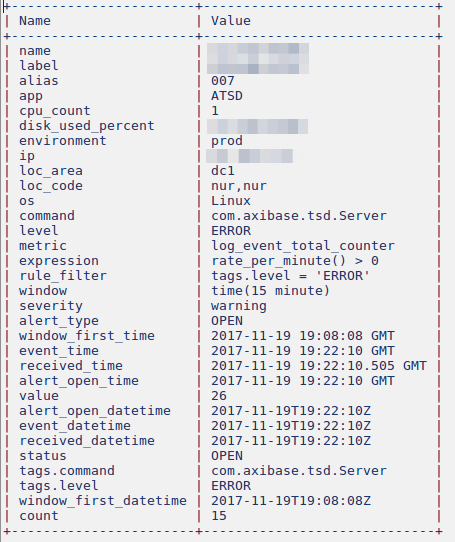 +------------------------+------------------------------+
| Name                   | Value                        |
+------------------------+------------------------------+
| name                   |                              |
| label                  |                              |
| alias                  | 007                          |
| app                    | ATSD                         |
| cpu_count              | 1                            |
| disk_used_percent      |                              |
| environment            | prod                         |
| ip                     |                              |
| loc_area               | dc1                          |
| loc_code               | nur,nur                      |
| os                     | Linux                        |
| command                | com.axibase.tsd.Server       |
| level                  | ERROR                        |
| metric                 | log_event_total_counter      |
| expression             | rate_per_minute() > 0        |
| rule_filter            | tags.level = 'ERROR'         |
| window                 | time(15 minute)              |
| severity               | warning                      |
| alert_type             | OPEN                         |
| window_first_time      | 2017-11-19 19:08:08 GMT      |
| event_time             | 2017-11-19 19:22:10 GMT      |
| received_time          | 2017-11-19 19:22:10.505 GMT  |
| alert_open_time        | 2017-11-19 19:22:10 GMT      |
| value                  | 26                           |
| alert_open_datetime    | 2017-11-19T19:22:10Z         |
| event_datetime         | 2017-11-19T19:22:10Z         |
| received_datetime      | 2017-11-19T19:22:10Z         |
| status                 | OPEN                         |
| tags.command           | com.axibase.tsd.Server       |
| tags.level             | ERROR                        |
| window_first_datetime  | 2017-11-19T19:08:08Z         |
| count                  | 15                           |
+------------------------+------------------------------+